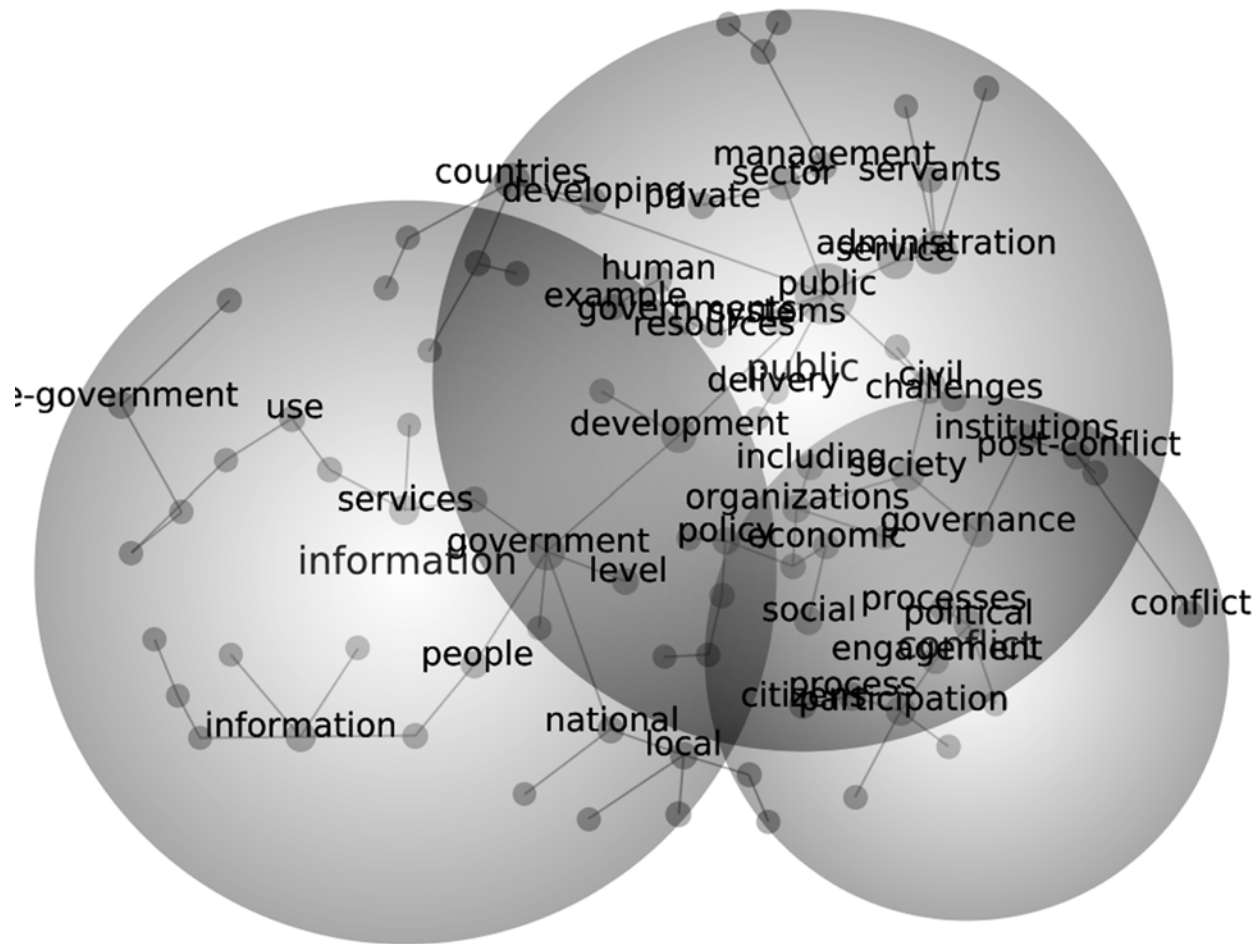 management
countries
sector
servants
developing
private
administration
service
human
public
example
governments
systems
resources
public
civil
delivery
challenges
e-government
use
development
institutions
post-conflict
including
society
services
organizations
governance
policy
economic
government
information
level
processes
conflict
social
political
engagement
conflict
people
process
citizens
participation
national
information
local